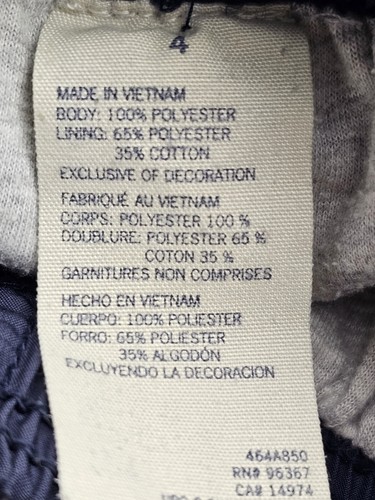 MADE IN VIETNAM
BODY: 100% POLYESTER
LINING: 65% POLYESTER
35% COTTON
EXCLUSIVE OF DECORATION
FABRIQUÉ AU VIETNAM
CORPS: POLYESTER 100 %
DOUBLURE: POLYESTER 65 %
COTON 35 %
GARNITURES NON COMPRISES
HECHO EN VIETNAM
CUERPO: 100% POLIESTER
FORRO: 65% POLIESTER
35% ALGODÓN
EXCLUYENDO LA DECORACION
464A850
RN# 96367
CA# 14974